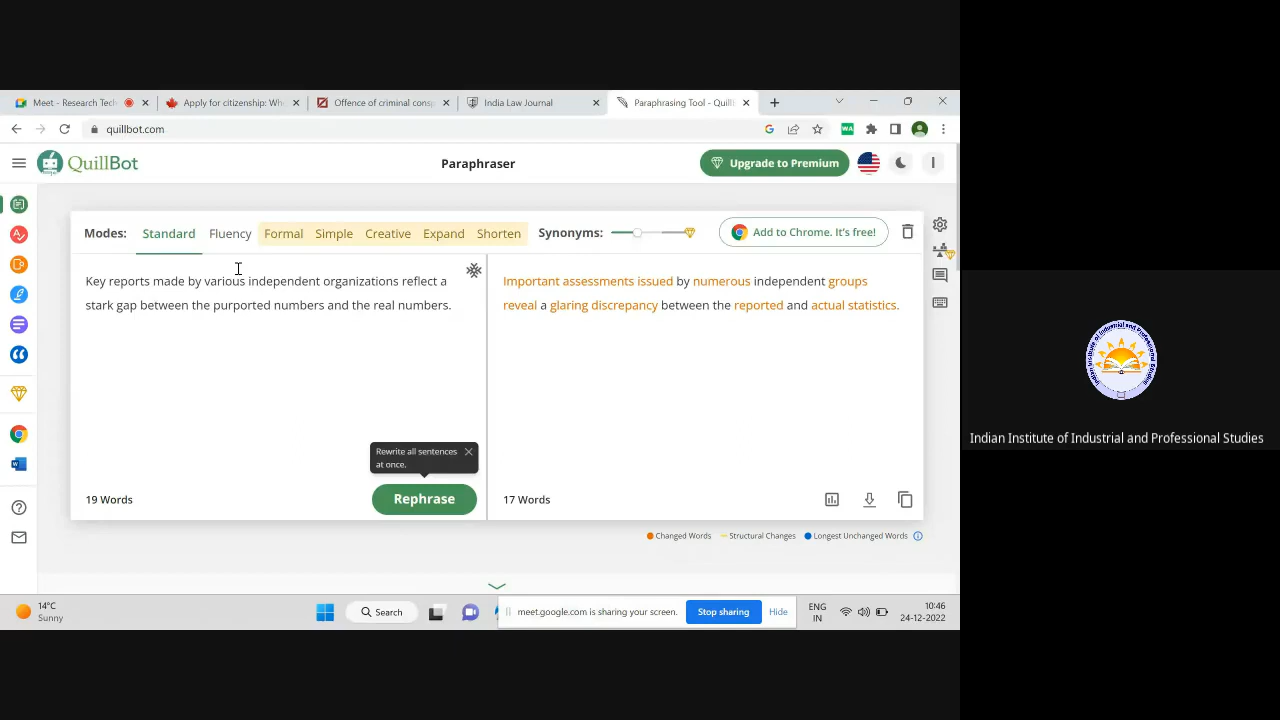 Meet - Research Tech
Apply for citizenship: Wh
Offence of criminal cons
India Law Journal
Paraphrasing Tool - Quillb
quillbot.com
QuillBot
Paraphraser
Upgrade to Premium
I
Modes:
Standard
Fluency
Formal
Simple
Creative
Expand
Shorten
Synonyms:
Add to Chrome. It's free!
Key reports made by various independent organizations reflect a
stark gap between the purported numbers and the real numbers.
Important assessments issued by numerous independent groups
reveal a glaring discrepancy between the reported and actual statistics.
Rewrite all sentences
at once.
19 Words
Rephrase
17 Words
Changed Words
Structural Changes
Longest Unchanged Words
Indian Institute of Industrial and Professional Studies
14°C
Sunny
Search
meet.google.com is sharing your screen.
Stop sharing
Hide
ENG
IN
10:46
24-12-2022